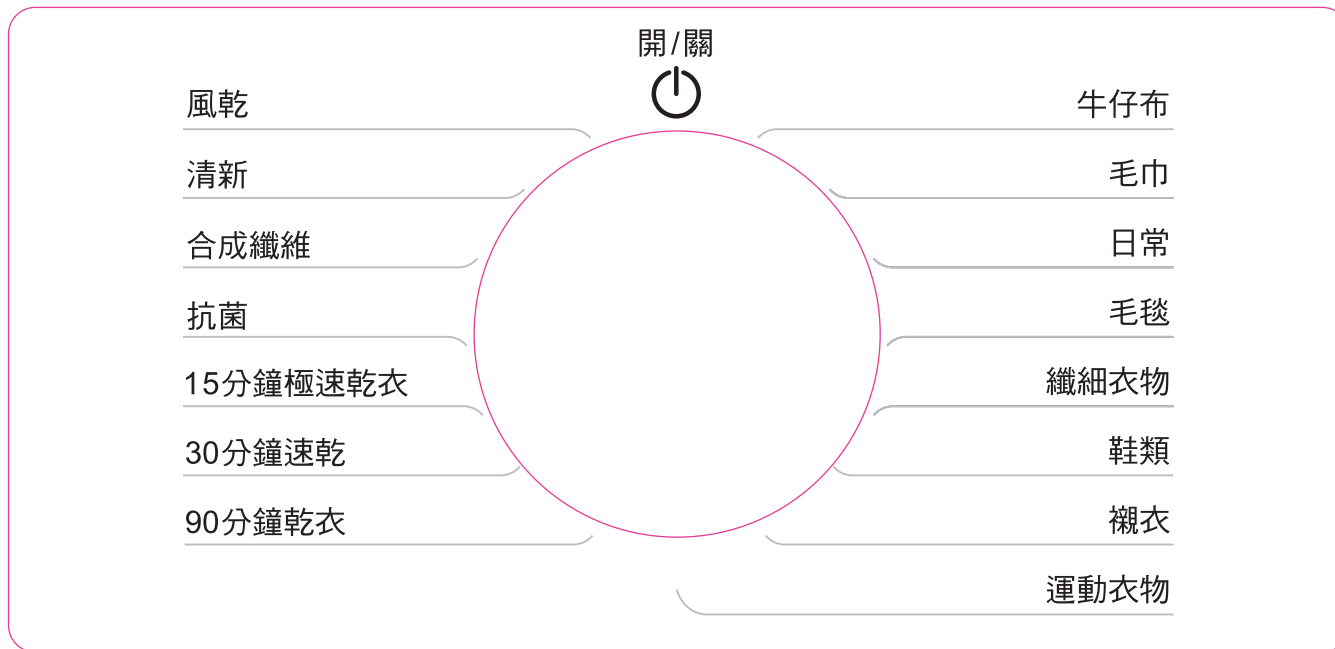 開/關
風乾
清新
合成纖維
抗菌
15分鐘極速乾衣
30分鐘速乾
90分鐘乾衣
牛仔布
毛巾
日常
毛毯
纖細衣物
鞋類
襯衣
運動衣物